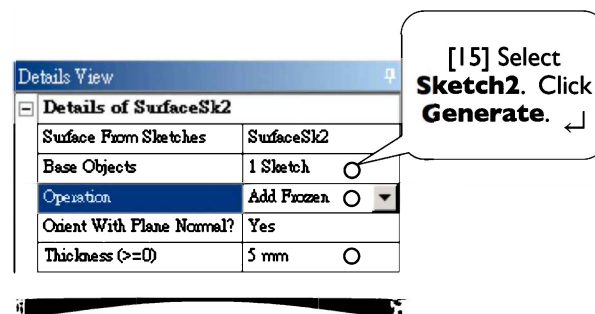 [15] Select
Sketch2. Click
Generate.
Details View
Details of SurfaceSk2
Surface From Sketches SurfaceSk2
Base Objects 1 Sketch
Operation Add Frozen
Orient With Plane Normal? Yes
Thickness (>=0) 5 mm